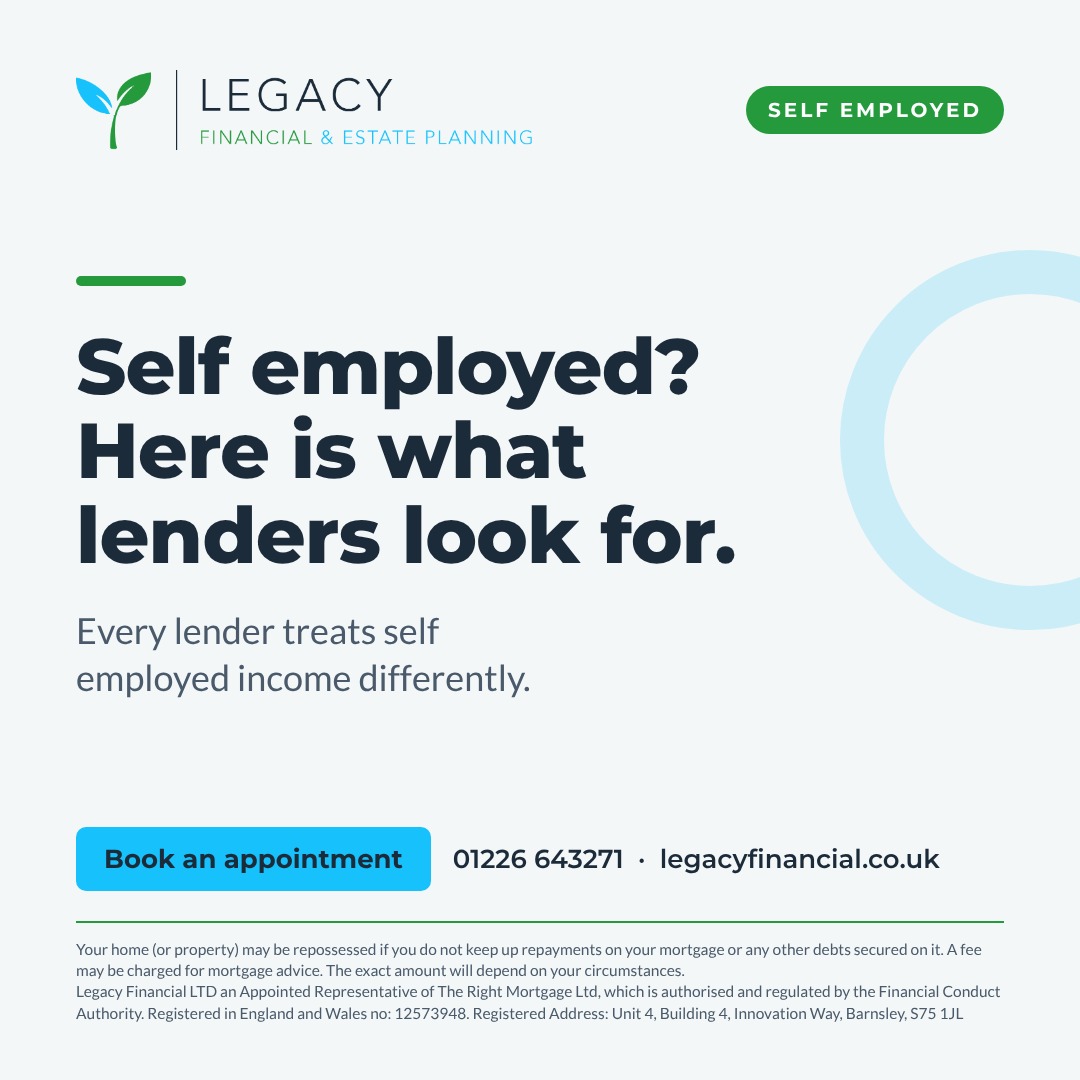 LEGACY
FINANCIAL & ESTATE PLANNING
SELF EMPLOYED
Self employed?
Here is what
lenders look for.
Every lender treats self
employed income differently.
Book an appointment
01226 643271 · legacyfinancial.co.uk
Your home (or property) may be repossessed if you do not keep up repayments on your mortgage or any other debts secured on it. A fee
may be charged for mortgage advice. The exact amount will depend on your circumstances.
Legacy Financial LTD an Appointed Representative of The Right Mortgage Ltd, which is authorised and regulated by the Financial Conduct
Authority. Registered in England and Wales no: 12573948. Registered Address: Unit 4, Building 4, Innovation Way, Barnsley, S75 1JL